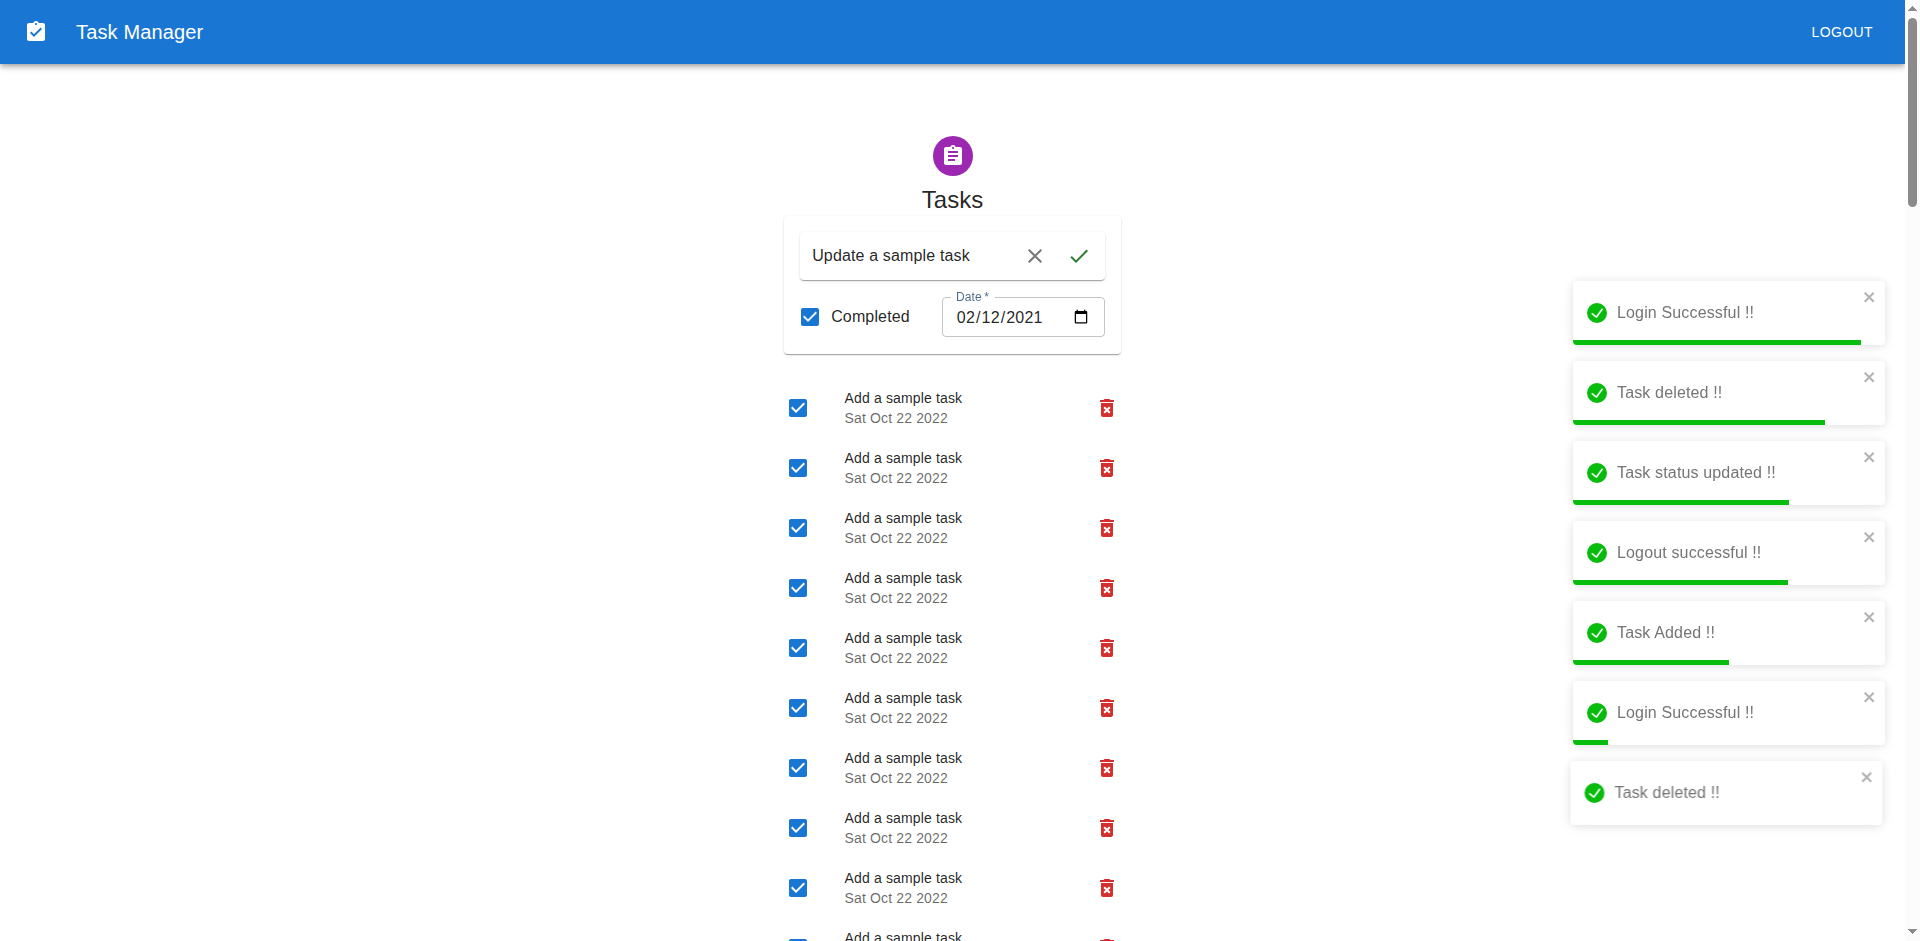 Task Manager
LOGOUT
Tasks
Update a sample task
Completed
Date *
02/12/2021
Add a sample task
Sat Oct 22 2022
Add a sample task
Sat Oct 22 2022
Add a sample task
Sat Oct 22 2022
Add a sample task
Sat Oct 22 2022
Add a sample task
Sat Oct 22 2022
Add a sample task
Sat Oct 22 2022
Add a sample task
Sat Oct 22 2022
Add a sample task
Sat Oct 22 2022
Add a sample task
Sat Oct 22 2022
Add a sample task
Login Successful !!
Task deleted !!
Task status updated !!
Logout successful !!
Task Added !!
Login Successful !!
Task deleted !!